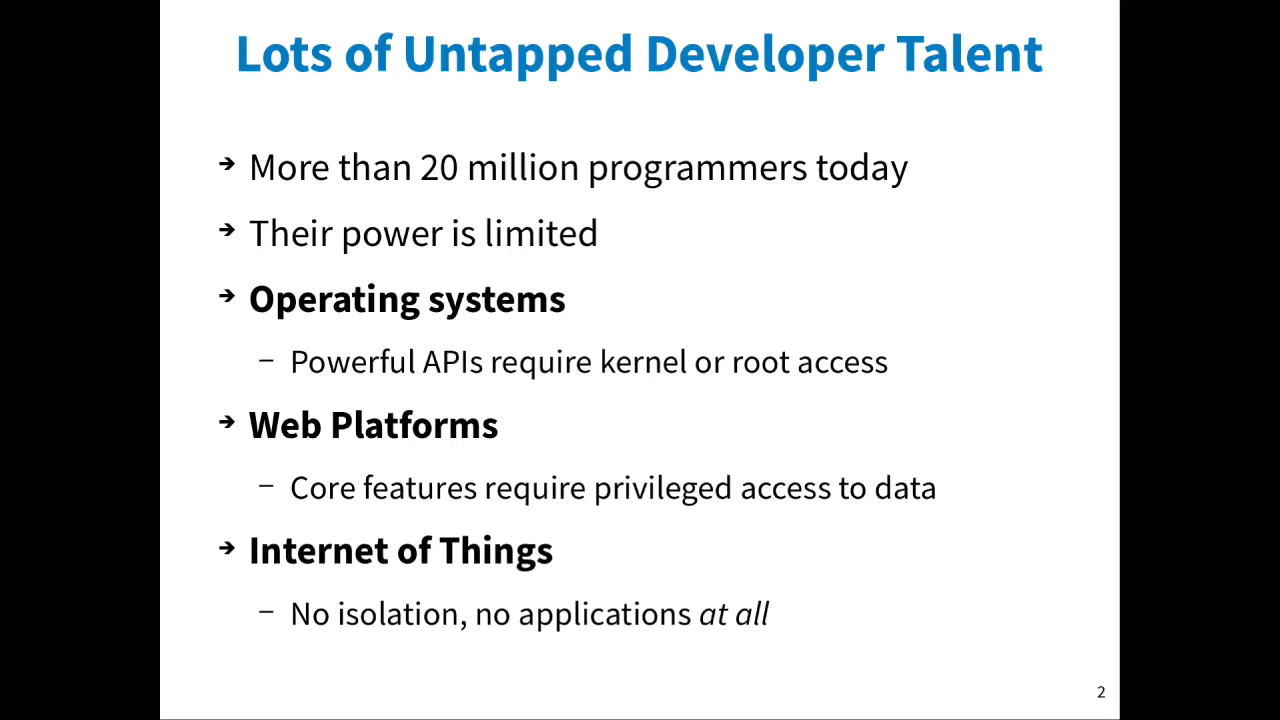 Lots of Untapped Developer Talent
➔ More than 20 million programmers today
➔ Their power is limited
➔ Operating systems
– Powerful APIs require kernel or root access
➔ Web Platforms
– Core features require privileged access to data
➔ Internet of Things
– No isolation, no applications at all
2